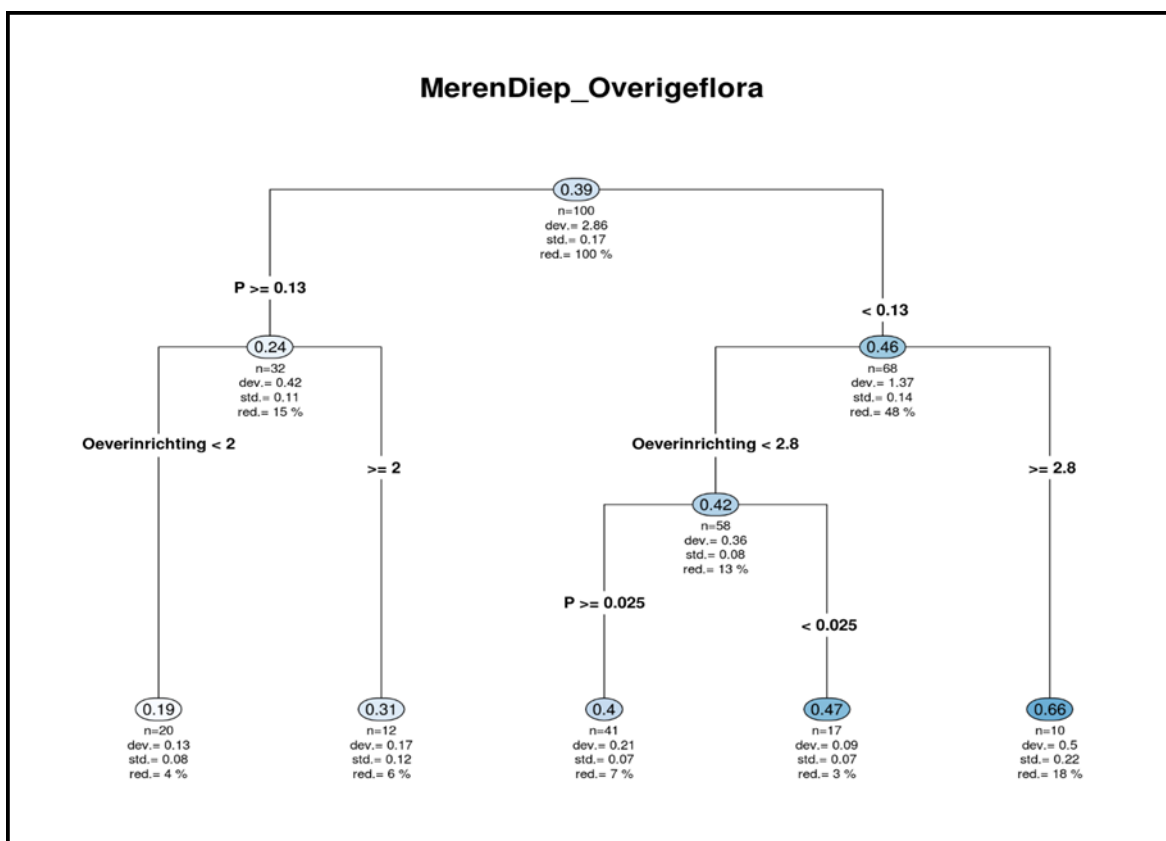 MerenDiep_Overigeflora
0.39
n=100
dev.= 2.86
std.= 0.17
red.= 100 %
P >= 0.13
< 0.13
0.24
n=32
dev.= 0.42
std.= 0.11
red.= 15 %
0.46
n=68
dev.= 1.37
std.= 0.14
red.= 48 %
Oeverinrichting < 2
>= 2
Oeverinrichting < 2.8
>= 2.8
0.42
n=58
dev.= 0.36
std.= 0.08
red.= 13 %
P >= 0.025
< 0.025
0.19
n=20
dev.= 0.13
std.= 0.08
red.= 4 %
0.31
n=12
dev.= 0.17
std.= 0.12
red.= 6 %
0.4
n=41
dev.= 0.21
std.= 0.07
red.= 7 %
0.47
n=17
dev.= 0.09
std.= 0.07
red.= 3 %
0.66
n=10
dev.= 0.5
std.= 0.22
red.= 18 %